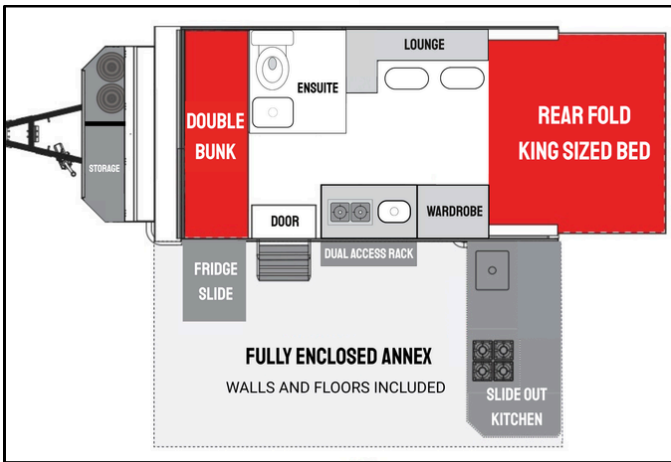 LOUNGE
ENSUITE
DOUBLE
BUNK
REAR FOLD
KING SIZED BED
STORAGE
DOOR
WARDROBE
DUAL ACCESS RACK
FRIDGE
SLIDE
FULLY ENCLOSED ANNEX
WALLS AND FLOORS INCLUDED
SLIDE OUT
KITCHEN